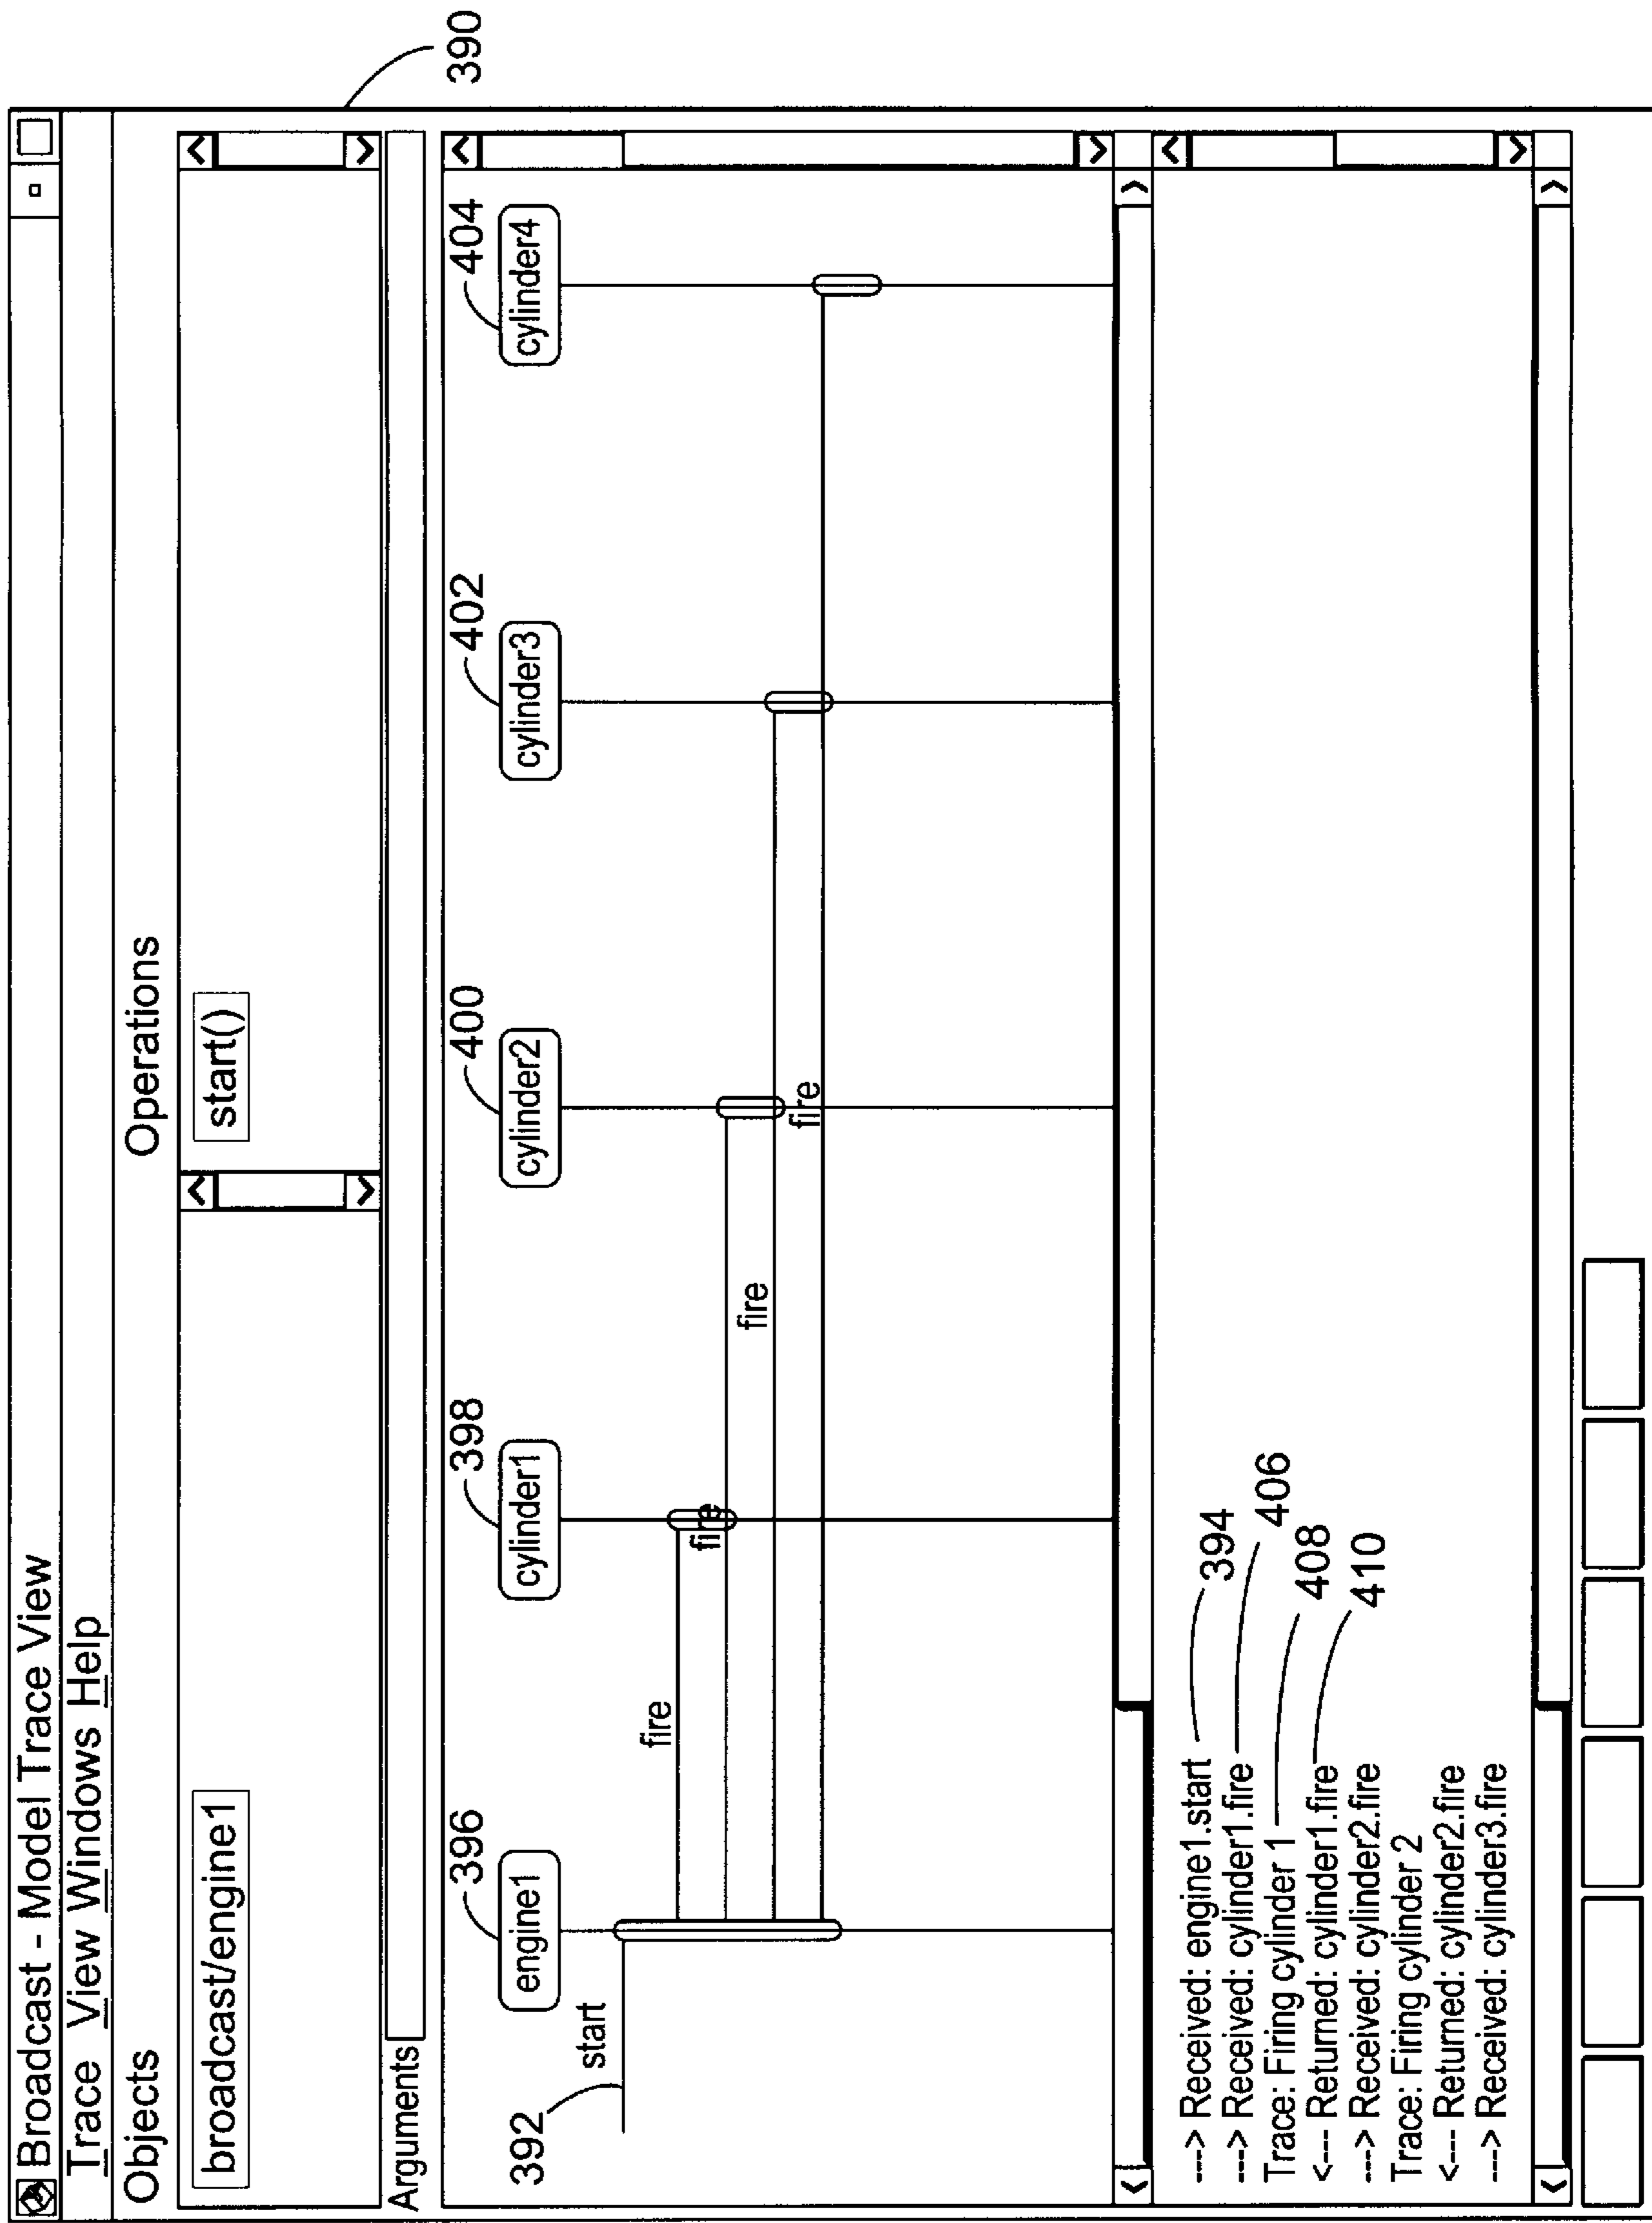 Broadcast - Model Trace View
Trace View Windows Help
Objects
Operations
broadcast/engine1
start()
Arguments
390
392
start
396
engine1
398
cylinder1
400
cylinder2
402
cylinder3
404
cylinder4
fire
fire
fire
fire
---> Received: engine1.start
394
---> Received: cylinder1.fire
406
Trace: Firing cylinder 1
408
<--- Returned: cylinder1.fire
410
---> Received: cylinder2.fire
Trace: Firing cylinder 2
<--- Returned: cylinder2.fire
---> Received: cylinder3.fire